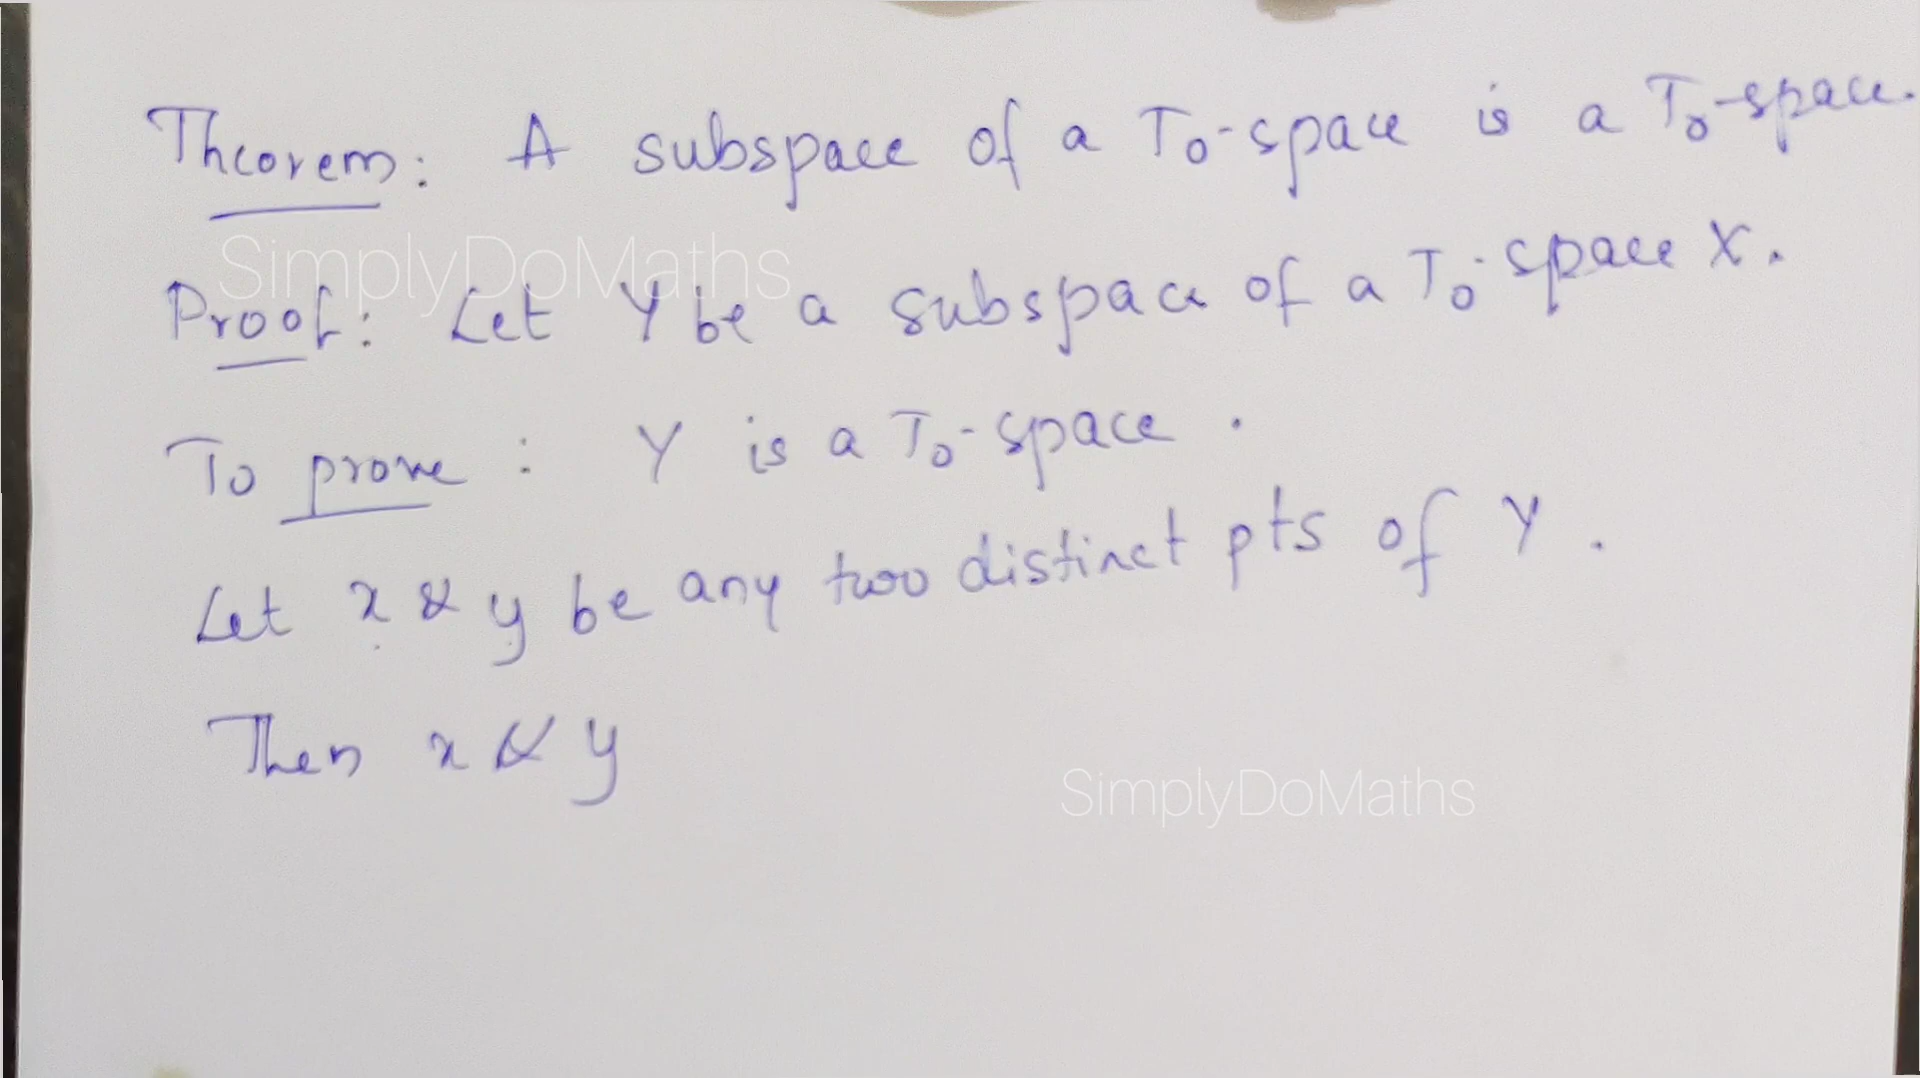 Theorem: A subspace of a T₀-space is a T₀-space.
SimplyDoMaths
Proof: Let Y be a subspace of a T₀-space X.
To prove : Y is a T₀-space.
Let x & y be any two distinct pts of Y.
Then x & y
SimplyDoMaths